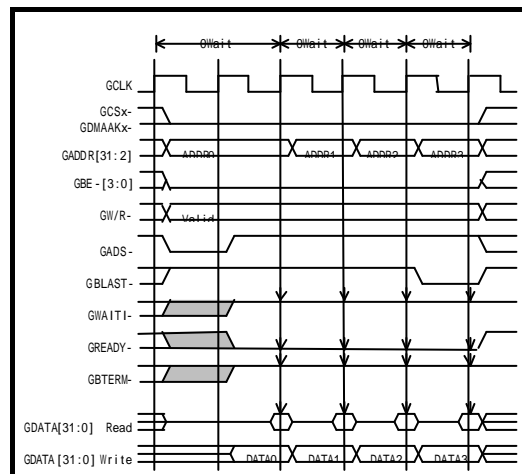 0Wait 0Wait 0Wait 0Wait
GCLK
GCSx-
GDMAAKx-
GADDR[31:2] ADDR0 ADDR1 ADDR2 ADDR3
GBE-[3:0]
GW/R- Valid
GADS-
GBLAST-
GWAITI-
GREADY-
GBTERM-
GDATA[31:0] Read
GDATA[31:0] Write DATA0 DATA1 DATA2 DATA3